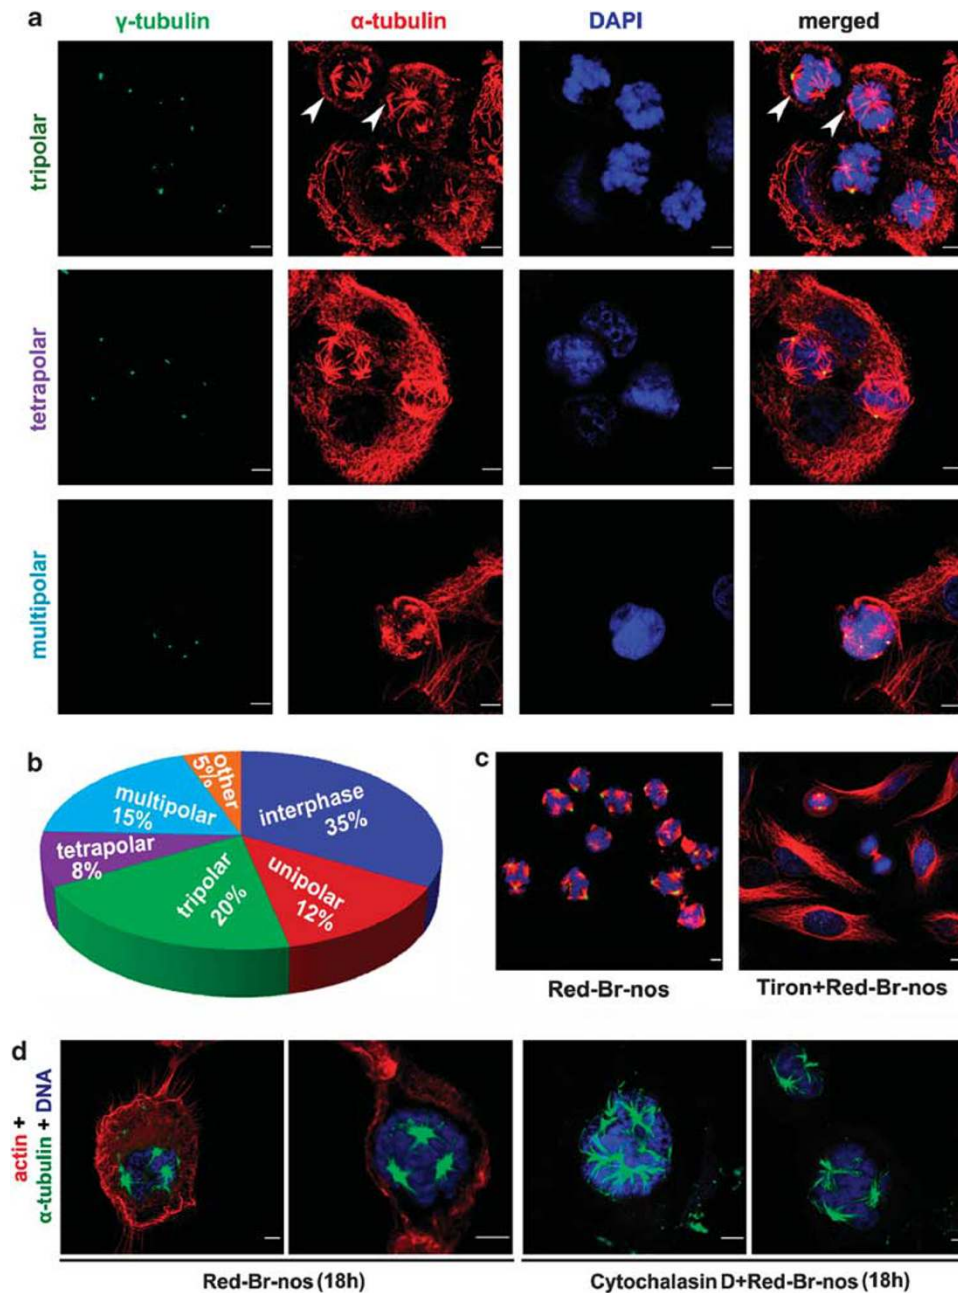 a
γ-tubulin α-tubulin DAPI merged
tripolar
tetrapolar
multipolar
b
other
5%
interphase
35%
multipolar
15%
tetrapolar
8%
tripolar
20%
unipolar
12%
c
Red-Br-nos Tiron+Red-Br-nos
d
actin +
α-tubulin + DNA
Red-Br-nos (18h) Cytochalasin D+Red-Br-nos (18h)